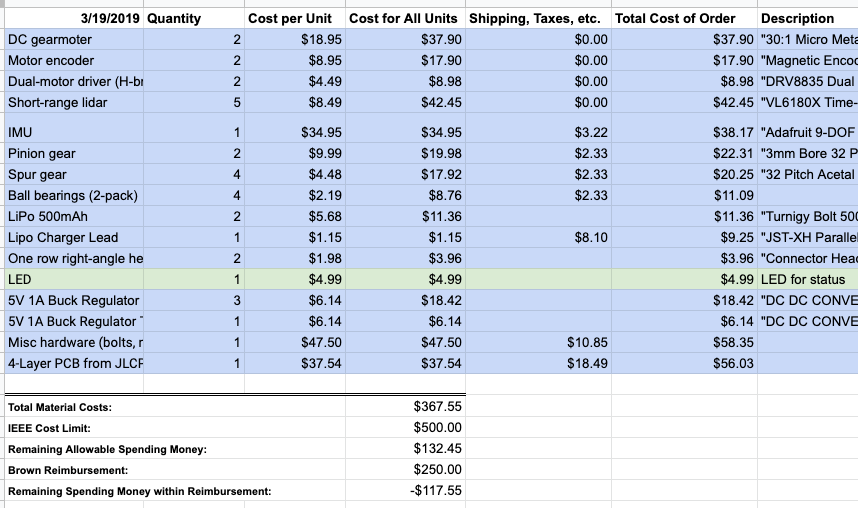 3/19/2019 Quantity Cost per Unit Cost for All Units Shipping, Taxes, etc. Total Cost of Order Description
DC gearmoter 2 $18.95 $37.90 $0.00 $37.90 "30:1 Micro Meta
Motor encoder 2 $8.95 $17.90 $0.00 $17.90 "Magnetic Encod
Dual-motor driver (H-br 2 $4.49 $8.98 $0.00 $8.98 "DRV8835 Dual
Short-range lidar 5 $8.49 $42.45 $0.00 $42.45 "VL6180X Time-
IMU 1 $34.95 $34.95 $3.22 $38.17 "Adafruit 9-DOF
Pinion gear 2 $9.99 $19.98 $2.33 $22.31 "3mm Bore 32 P
Spur gear 4 $4.48 $17.92 $2.33 $20.25 "32 Pitch Acetal
Ball bearings (2-pack) 4 $2.19 $8.76 $2.33 $11.09
LiPo 500mAh 2 $5.68 $11.36 $11.36 "Turnigy Bolt 500
Lipo Charger Lead 1 $1.15 $1.15 $8.10 $9.25 "JST-XH Parallel
One row right-angle he 2 $1.98 $3.96 $3.96 "Connector Head
LED 1 $4.99 $4.99 $4.99 LED for status
5V 1A Buck Regulator 3 $6.14 $18.42 $18.42 "DC DC CONVE
5V 1A Buck Regulator 1 $6.14 $6.14 $6.14 "DC DC CONVE
Misc hardware (bolts, r 1 $47.50 $47.50 $10.85 $58.35
4-Layer PCB from JLCP 1 $37.54 $37.54 $18.49 $56.03
Total Material Costs: $367.55
IEEE Cost Limit: $500.00
Remaining Allowable Spending Money: $132.45
Brown Reimbursement: $250.00
Remaining Spending Money within Reimbursement: -$117.55